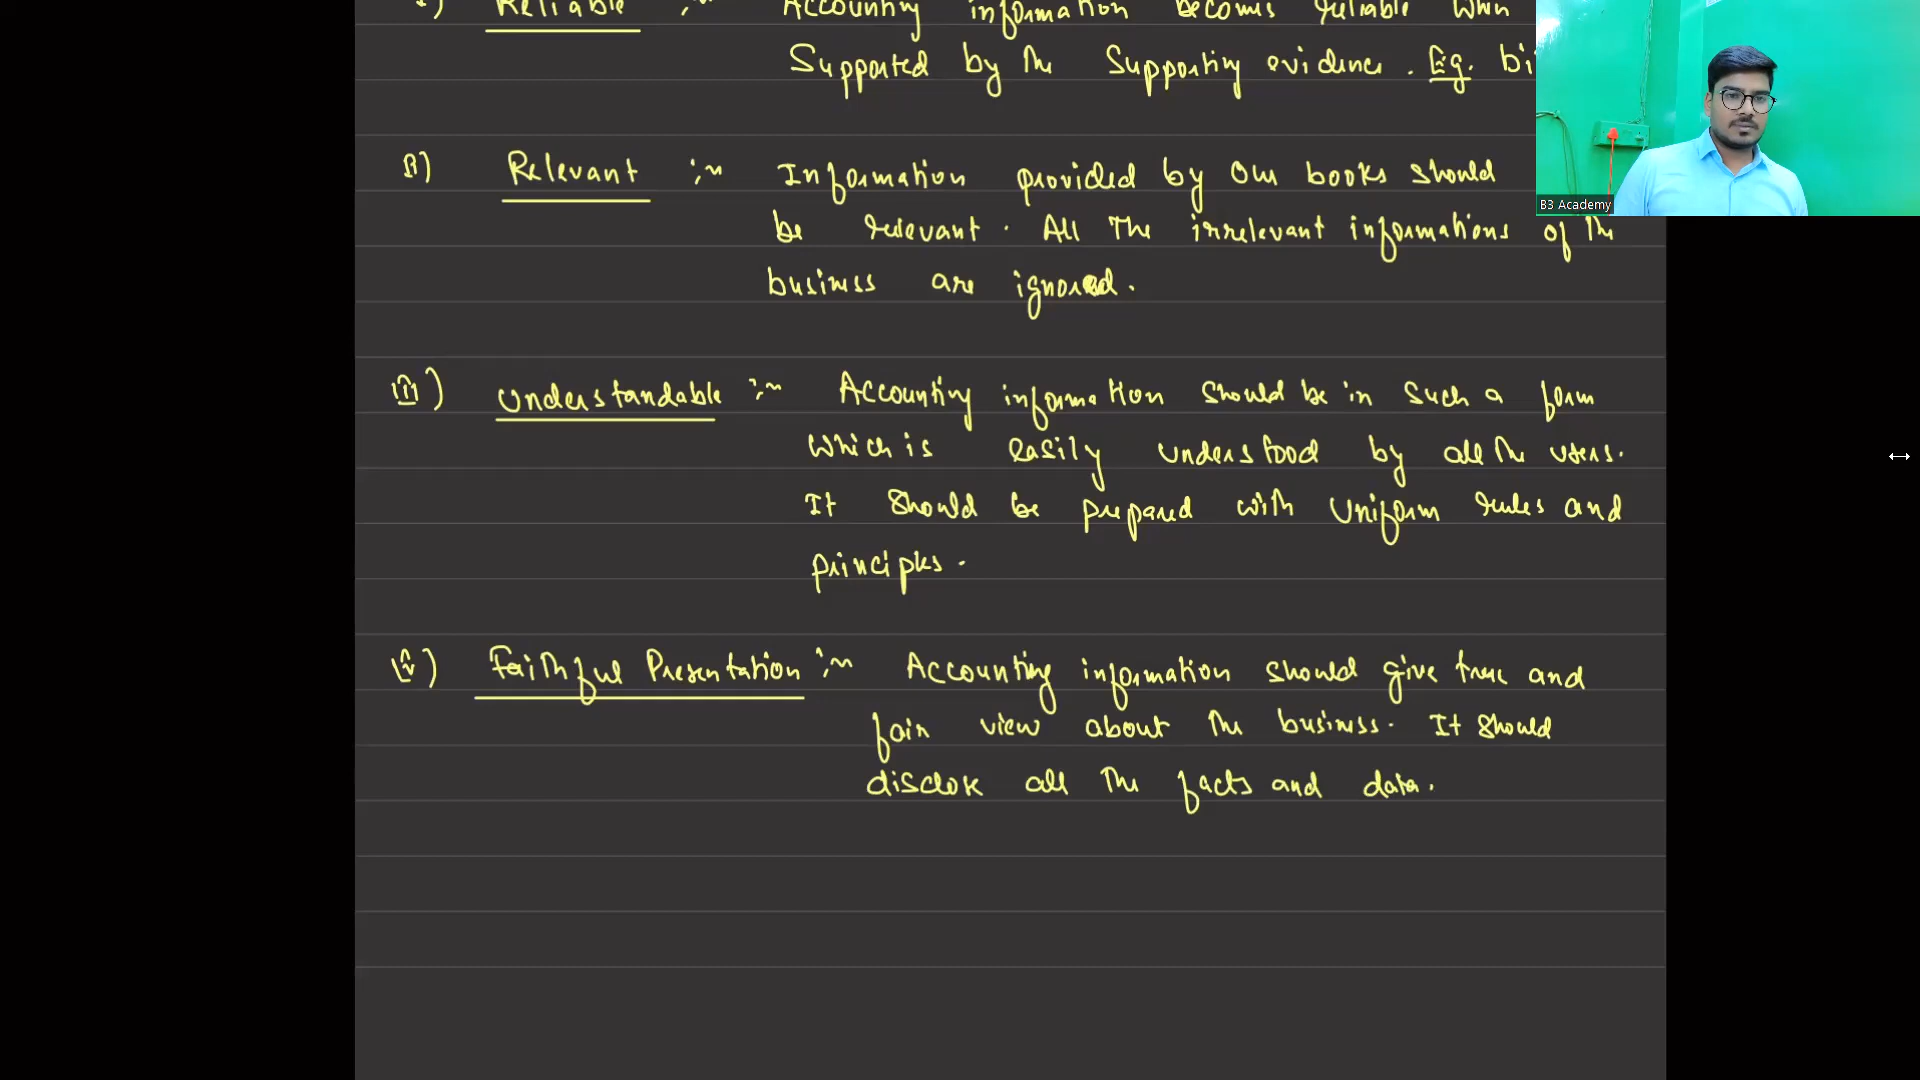 I) Reliable :~ Accounting information becomes reliable when
Supported by the Supporting evidence. Eg.
B3 Academy
II) Relevant :~ Information provided by our books should
be relevant. All the irrelevant informations of the
business are ignored.
III) Understandable :~ Accounting information should be in such a form
which is easily understood by all the users.
It should be prepared with uniform rules and
principles.
IV) Faithful Presentation :~ Accounting information should give true and
fair view about the business. It should
disclose all the facts and data.